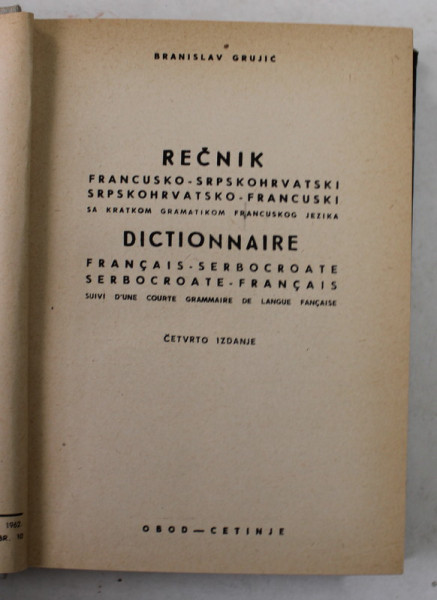 BRANISLAV GRUJIĆ
REČNIK
FRANCUSKO-SRPSKOHRVATSKI
SRPSKOHRVATSKO-FRANCUSKI
SA KRATKOM GRAMATIKOM FRANCUSKOG JEZIKA
DICTIONNAIRE
FRANÇAIS-SERBOCROATE
SERBOCROATE-FRANÇAIS
SUIVI D'UNE COURTE GRAMMAIRE DE LANGUE FANÇAISE
ČETVRTO IZDANJE
OBOD—CETINJE